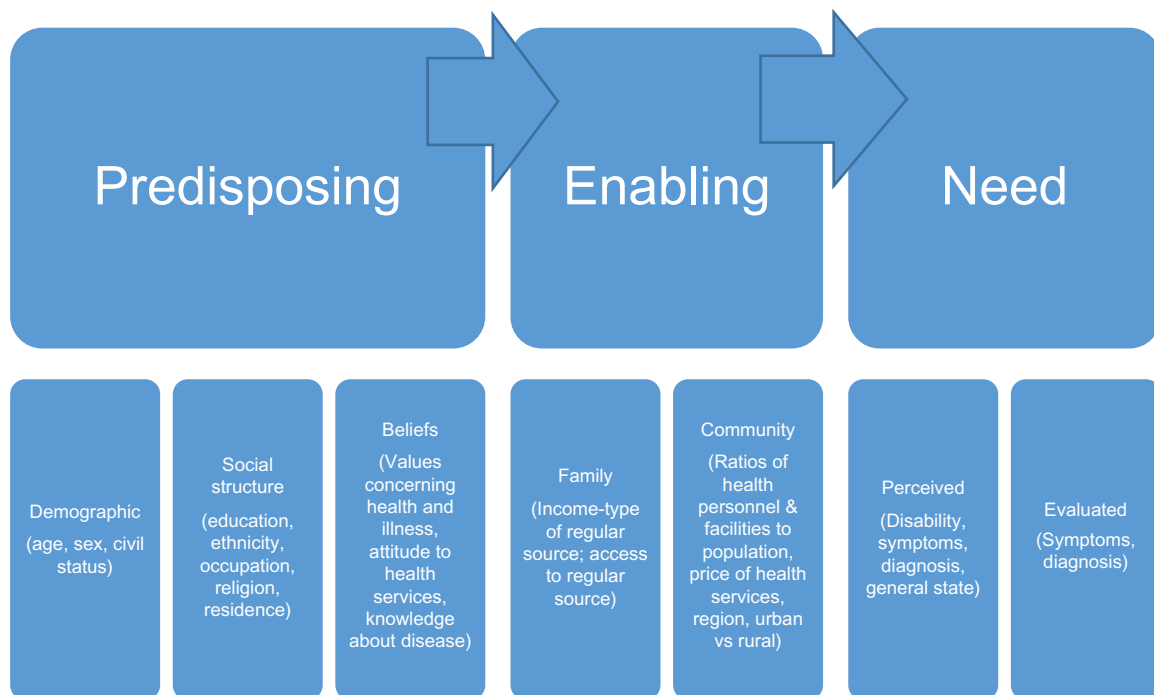 Predisposing
Enabling
Need
Demographic
(age, sex, civil
status)
Social
structure
(education,
ethnicity,
occupation,
religion,
residence)
Beliefs
(Values
concerning
health and
illness,
attitude to
health
services,
knowledge
about disease)
Family
(Income-type
of regular
source; access
to regular
source)
Community
(Ratios of
health
personnel &
facilities to
population,
price of health
services,
region, urban
vs rural)
Perceived
(Disability,
symptoms,
diagnosis,
general state)
Evaluated
(Symptoms,
diagnosis)